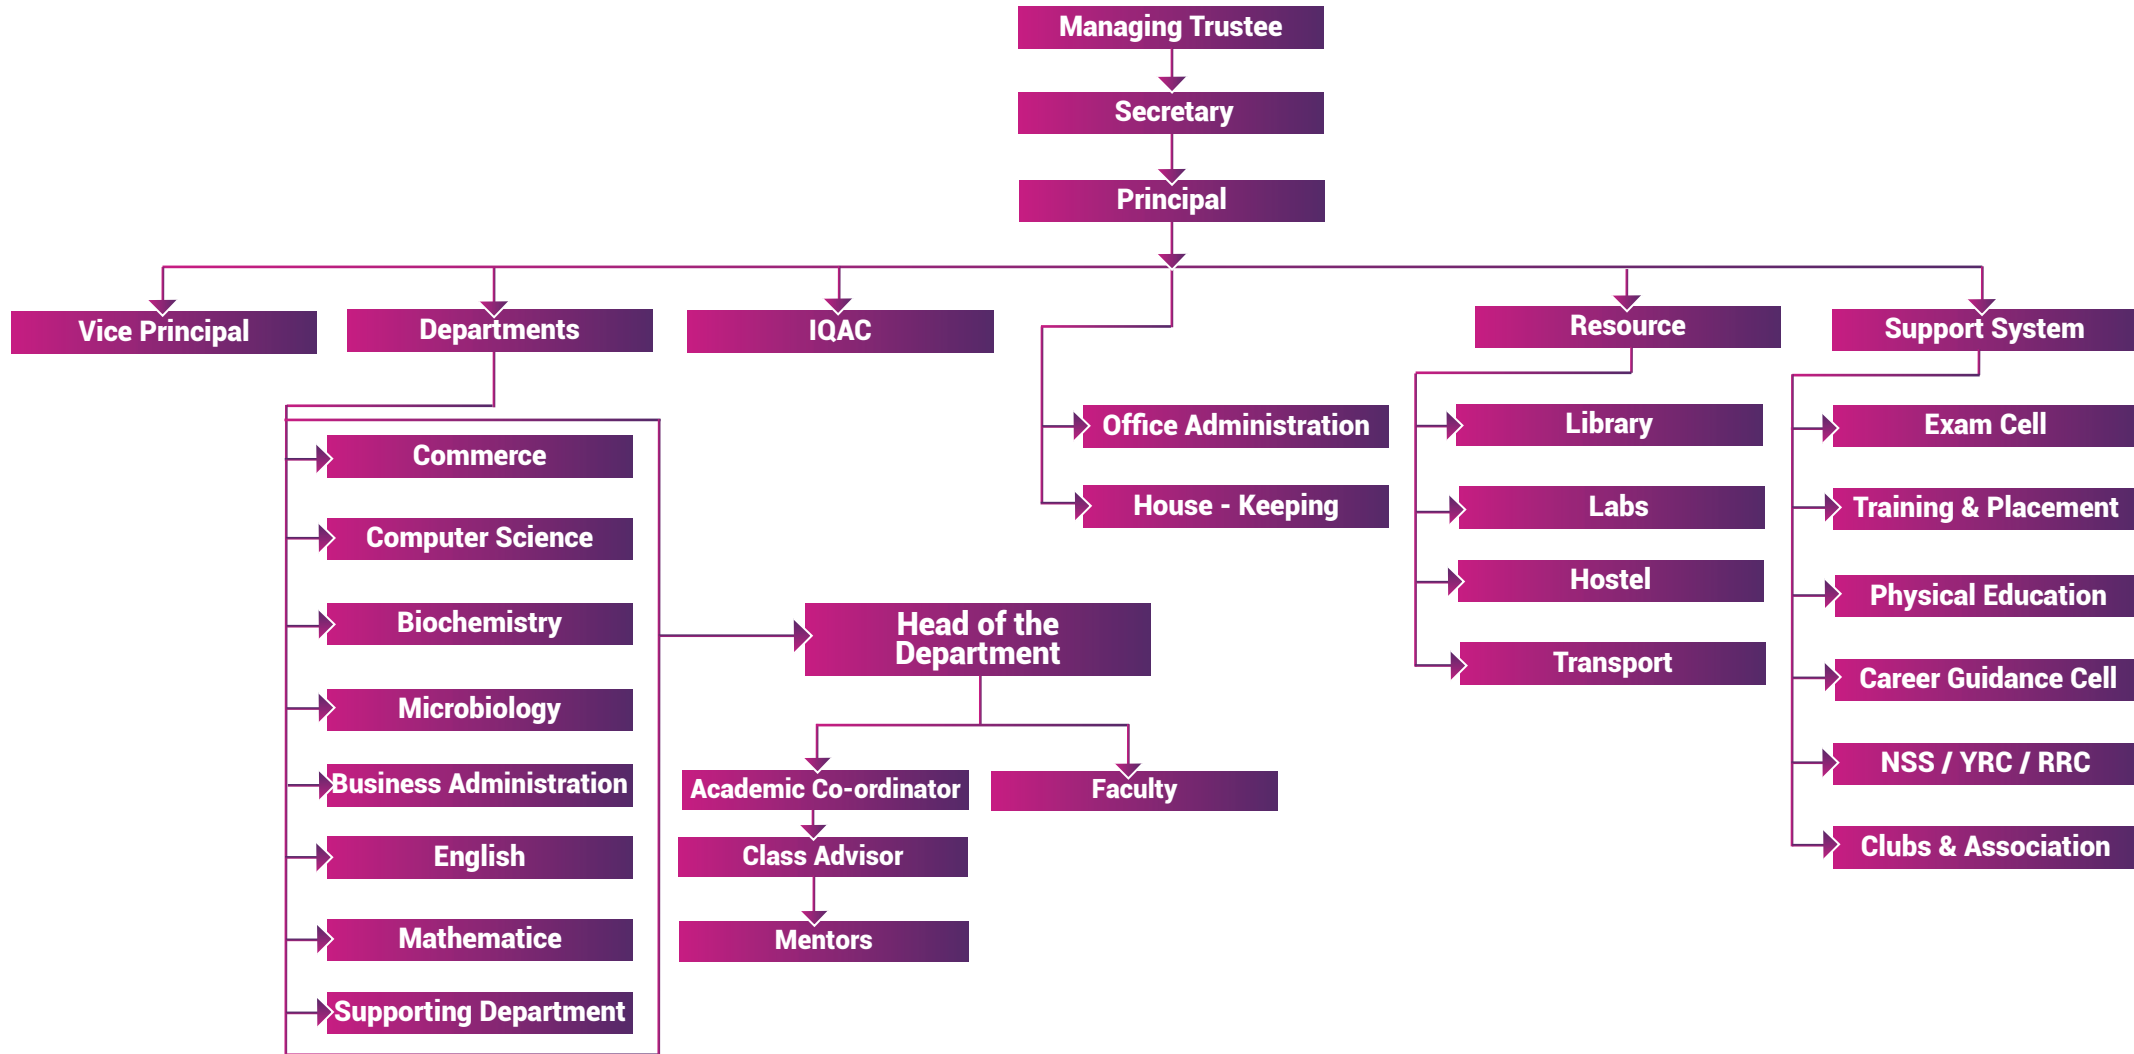 Managing Trustee
Secretary
Principal
Vice Principal
Departments
IQAC
Resource
Support System
Commerce
Computer Science
Biochemistry
Microbiology
Business Administration
English
Mathematice
Supporting Department
Head of the
Department
Academic Co-ordinator
Faculty
Class Advisor
Mentors
Office Administration
House - Keeping
Library
Labs
Hostel
Transport
Exam Cell
Training & Placement
Physical Education
Career Guidance Cell
NSS / YRC / RRC
Clubs & Association